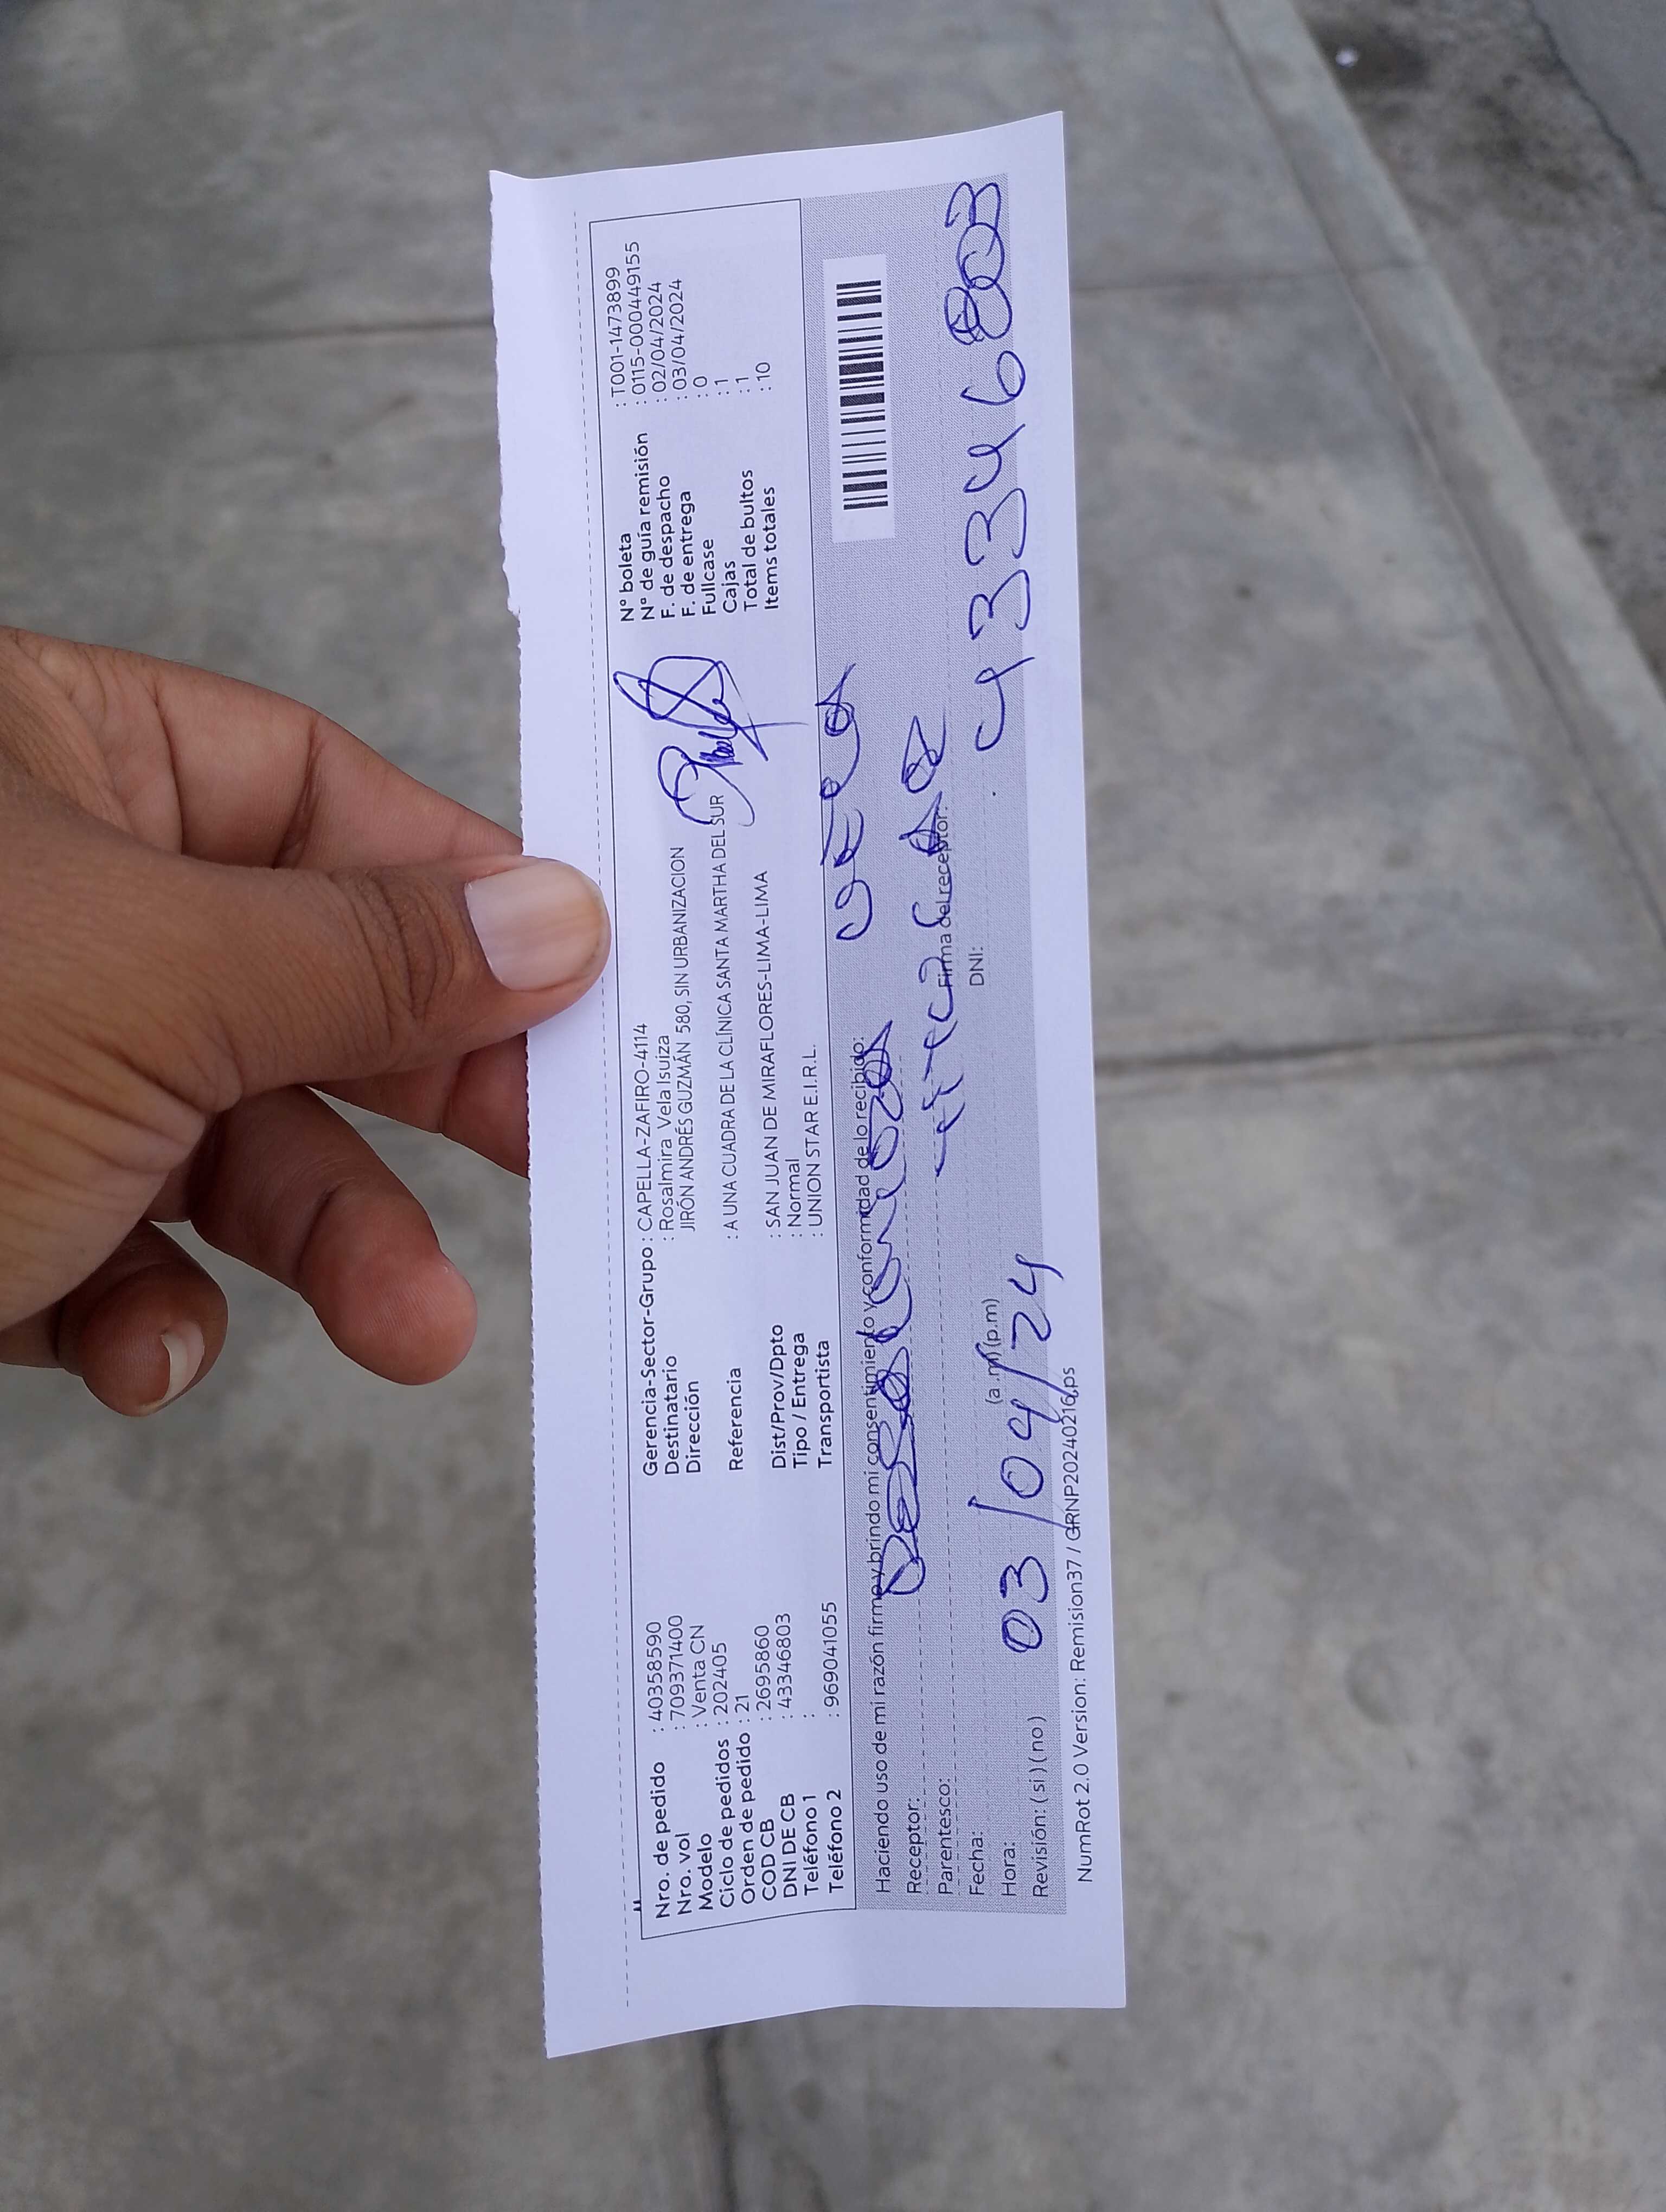 Nro. de pedido : 40358590
Nro. vol : 709371400
Modelo : Venta CN
Ciclo de pedidos : 202405
Orden de pedido : 21
COD CB : 2695860
DNI DE CB : 43346803
Teléfono 1 :
Teléfono 2 : 969041055
Gerencia-Sector-Grupo : CAPELLA-ZAFIRO-4114
Destinatario : Rosalmira Vela Isuiza
Dirección JIRÓN ANDRÉS GUZMÁN 580, SIN URBANIZACION
Referencia : A UNA CUADRA DE LA CLÍNICA SANTA MARTHA DEL SUR
Dist/Prov/Dpto : SAN JUAN DE MIRAFLORES-LIMA-LIMA
Tipo / Entrega : Normal
Transportista : UNION STAR E.I.R.L.
N° boleta : T001-1473899
N° de guía remisión : 0115-000449155
F. de despacho : 02/04/2024
F. de entrega : 03/04/2024
Fullcase : 0
Cajas : 1
Total de bultos : 1
Items totales : 10
Haciendo uso de mi razón firmo y brindo mi consentimiento y conformidad de lo recibido:
Receptor:
Parentesco:
Firma del receptor:
Fecha:
DNI: 43346803
Hora: (a.m) (p.m)
03/04/24
Revisión: ( si ) ( no )
NumRot 2.0 Version: Remision37 / GRNP20240216.ps